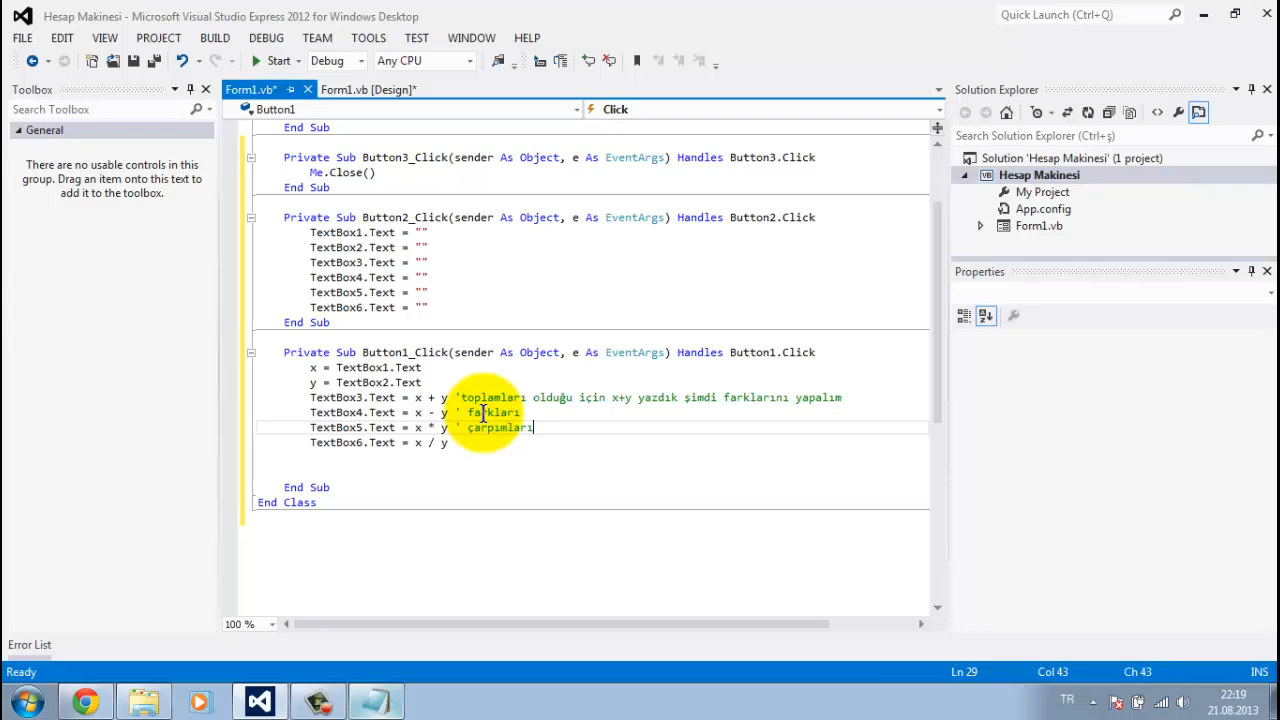 Hesap Makinesi - Microsoft Visual Studio Express 2012 for Windows Desktop
Quick Launch (Ctrl+Q)
FILE EDIT VIEW PROJECT BUILD DEBUG TEAM TOOLS TEST WINDOW HELP
Start Debug Any CPU
Toolbox
Form1.vb* Form1.vb [Design]*
Solution Explorer
Search Toolbox
Button1 Click
General
There are no usable controls in this
group. Drag an item onto this text to
add it to the toolbox.
End Sub
Private Sub Button3_Click(sender As Object, e As EventArgs) Handles Button3.Click
Me.Close()
End Sub
Private Sub Button2_Click(sender As Object, e As EventArgs) Handles Button2.Click
TextBox1.Text = ""
TextBox2.Text = ""
TextBox3.Text = ""
TextBox4.Text = ""
TextBox5.Text = ""
TextBox6.Text = ""
End Sub
Private Sub Button1_Click(sender As Object, e As EventArgs) Handles Button1.Click
x = TextBox1.Text
y = TextBox2.Text
TextBox3.Text = x + y 'toplamları olduğu için x+y yazdık şimdi farklarını yapalım
TextBox4.Text = x - y ' farkları
TextBox5.Text = x * y ' çarpımları
TextBox6.Text = x / y
End Sub
End Class
100 %
Search Solution Explorer (Ctrl+ş)
Solution 'Hesap Makinesi' (1 project)
VB Hesap Makinesi
My Project
App.config
Form1.vb
Properties
Error List
Ready
Ln 29 Col 43 Ch 43 INS
TR
22:19
21.08.2013